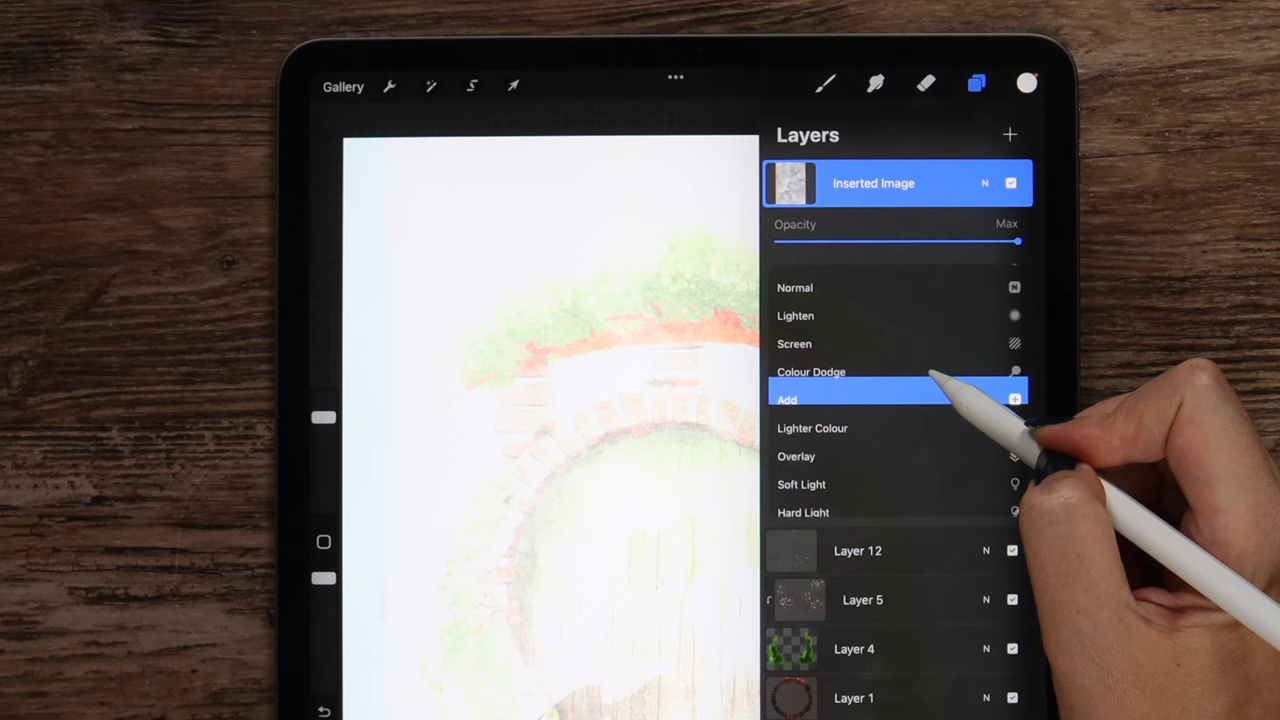 Gallery
Layers
Inserted Image N
Opacity Max
Normal N
Lighten
Screen
Colour Dodge
Add
Lighter Colour
Overlay
Soft Light
Hard Light
Layer 12 N
Layer 5 N
Layer 4 N
Layer 1 N